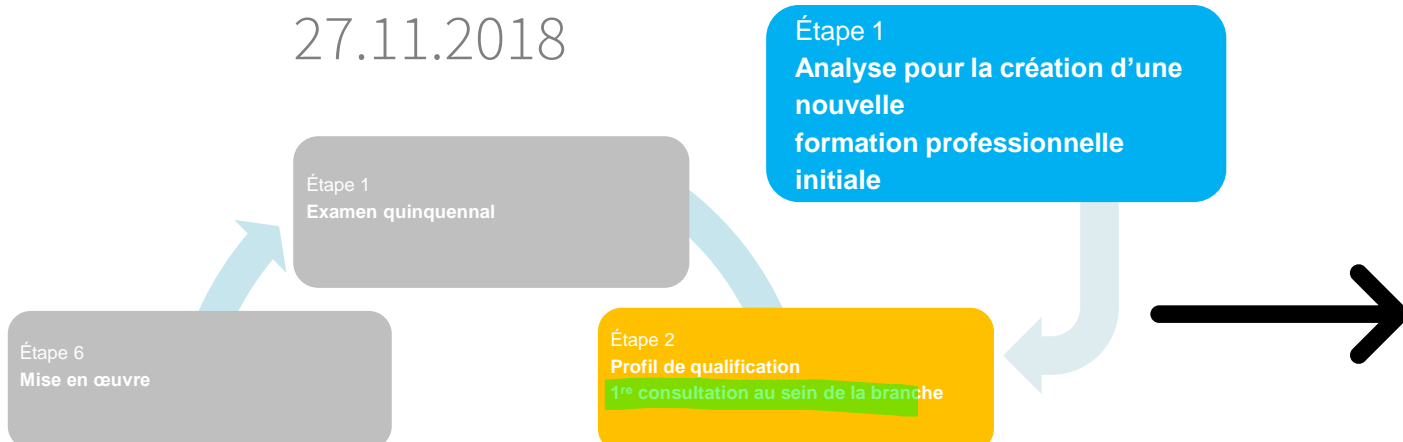 27.11.2018
Étape 1
Analyse pour la création d’une
nouvelle
formation professionnelle
initiale
Étape 1
Examen quinquennal
Étape 6
Mise en œuvre
Étape 2
Profil de qualification
1re consultation au sein de la branche